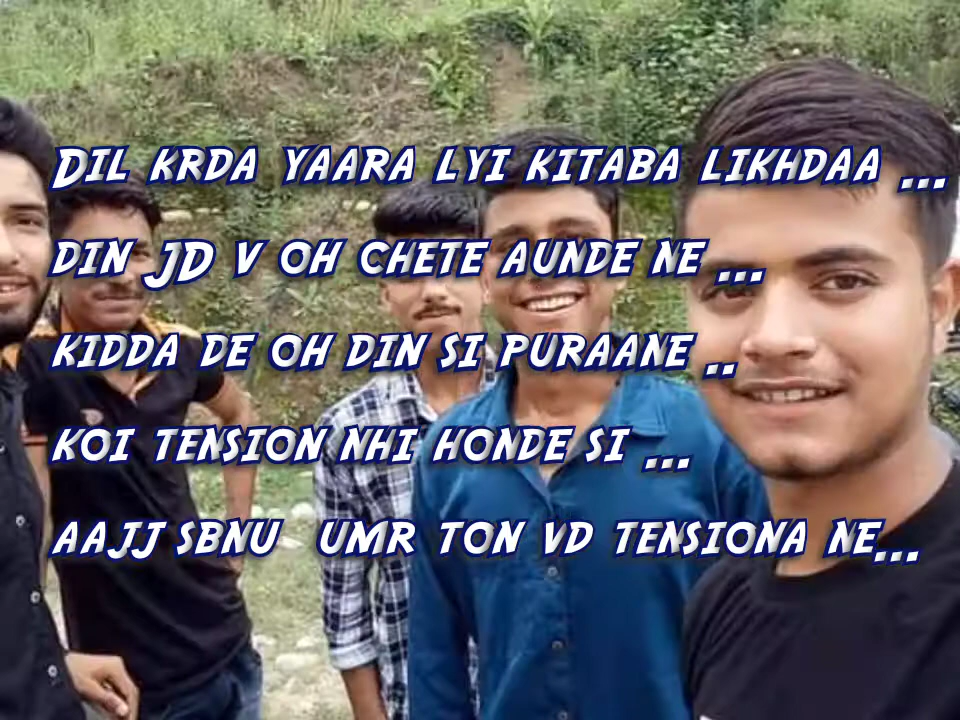 Dil krda yaara lyi kitaba likhdaa ...
din JD v oh chete aunde ne ...
kidda de oh din si puraane ..
koi tension nhi honde si ...
aajj sbnu umr ton vd tensiona ne...